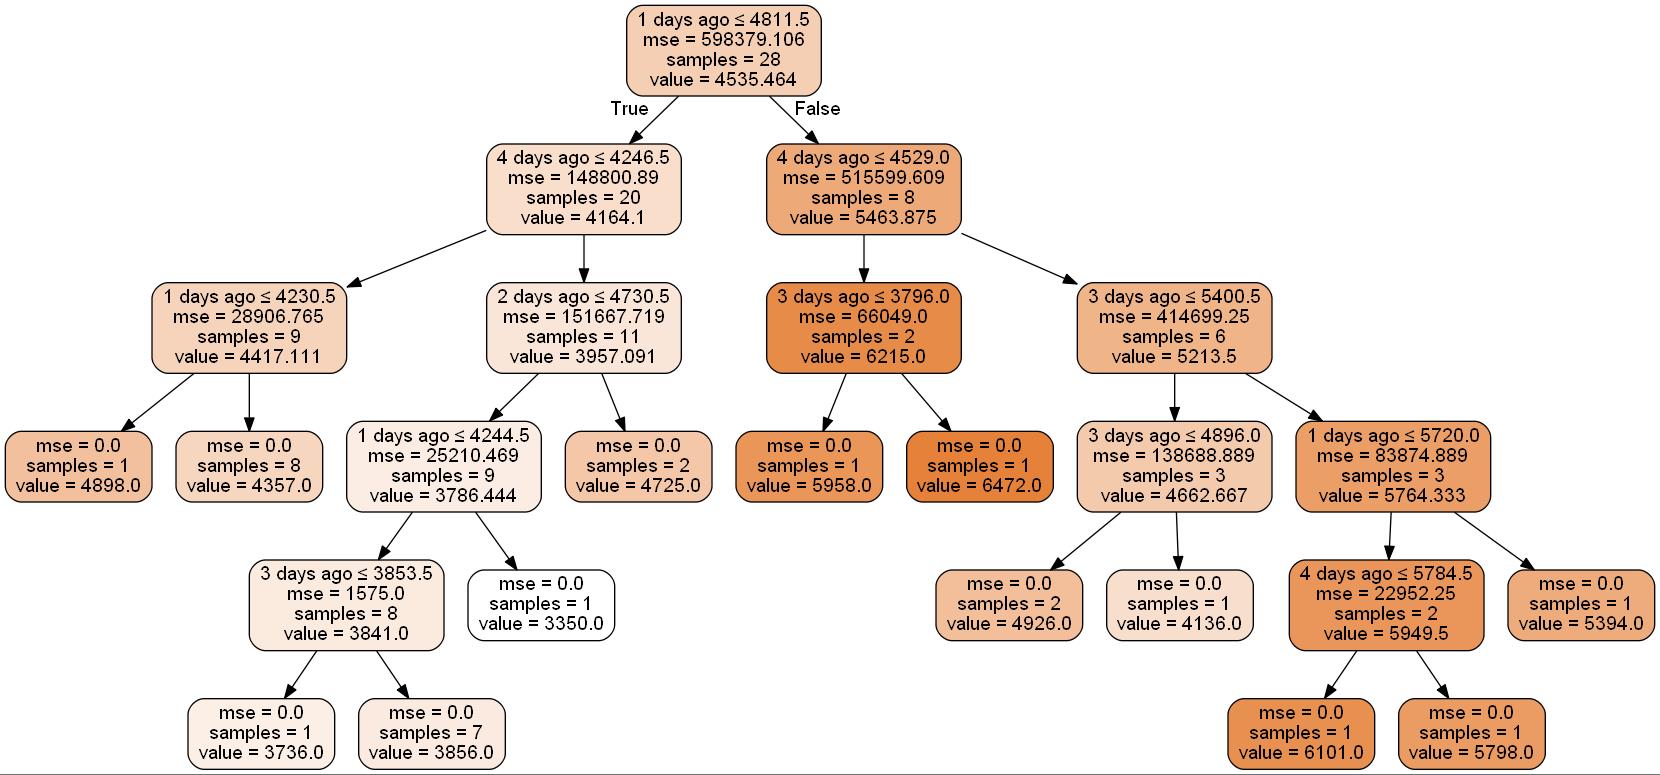 1 days ago ≤ 4811.5
mse = 598379.106
samples = 28
value = 4535.464
True
False
4 days ago ≤ 4246.5
mse = 148800.89
samples = 20
value = 4164.1
4 days ago ≤ 4529.0
mse = 515599.609
samples = 8
value = 5463.875
1 days ago ≤ 4230.5
mse = 28906.765
samples = 9
value = 4417.111
2 days ago ≤ 4730.5
mse = 151667.719
samples = 11
value = 3957.091
3 days ago ≤ 3796.0
mse = 66049.0
samples = 2
value = 6215.0
3 days ago ≤ 5400.5
mse = 414699.25
samples = 6
value = 5213.5
mse = 0.0
samples = 1
value = 4898.0
mse = 0.0
samples = 8
value = 4357.0
1 days ago ≤ 4244.5
mse = 25210.469
samples = 9
value = 3786.444
mse = 0.0
samples = 2
value = 4725.0
mse = 0.0
samples = 1
value = 5958.0
mse = 0.0
samples = 1
value = 6472.0
3 days ago ≤ 4896.0
mse = 138688.889
samples = 3
value = 4662.667
1 days ago ≤ 5720.0
mse = 83874.889
samples = 3
value = 5764.333
3 days ago ≤ 3853.5
mse = 1575.0
samples = 8
value = 3841.0
mse = 0.0
samples = 1
value = 3350.0
mse = 0.0
samples = 2
value = 4926.0
mse = 0.0
samples = 1
value = 4136.0
4 days ago ≤ 5784.5
mse = 22952.25
samples = 2
value = 5949.5
mse = 0.0
samples = 1
value = 5394.0
mse = 0.0
samples = 1
value = 3736.0
mse = 0.0
samples = 7
value = 3856.0
mse = 0.0
samples = 1
value = 6101.0
mse = 0.0
samples = 1
value = 5798.0